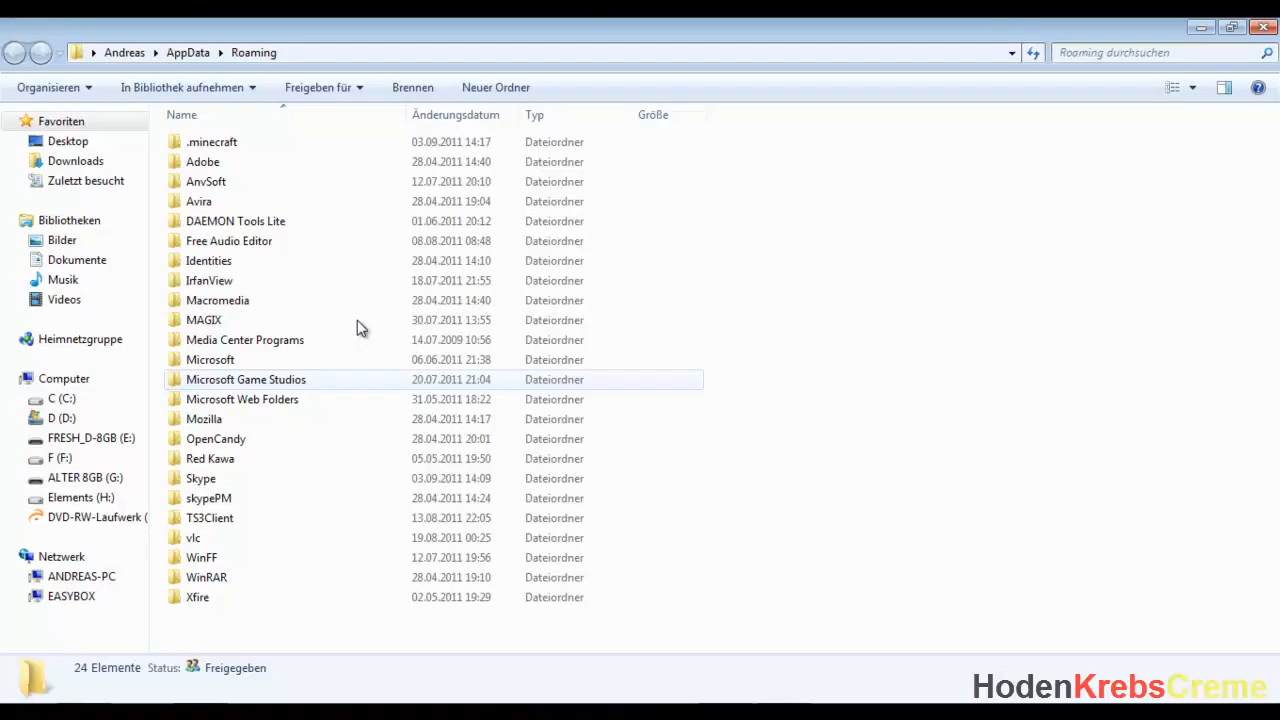 Andreas AppData Roaming
Roaming durchsuchen
Organisieren In Bibliothek aufnehmen Freigeben für Brennen Neuer Ordner
Name Änderungsdatum Typ Größe
Favoriten
Desktop
Downloads
Zuletzt besucht
Bibliotheken
Bilder
Dokumente
Musik
Videos
Heimnetzgruppe
Computer
C (C:)
D (D:)
FRESH_D-8GB (E:)
F (F:)
ALTER 8GB (G:)
Elements (H:)
DVD-RW-Laufwerk (
Netzwerk
ANDREAS-PC
EASYBOX
.minecraft 03.09.2011 14:17 Dateiordner
Adobe 28.04.2011 14:40 Dateiordner
AnvSoft 12.07.2011 20:10 Dateiordner
Avira 28.04.2011 19:04 Dateiordner
DAEMON Tools Lite 01.06.2011 20:12 Dateiordner
Free Audio Editor 08.08.2011 08:48 Dateiordner
Identities 28.04.2011 14:10 Dateiordner
IrfanView 18.07.2011 21:55 Dateiordner
Macromedia 28.04.2011 14:40 Dateiordner
MAGIX 30.07.2011 13:55 Dateiordner
Media Center Programs 14.07.2009 10:56 Dateiordner
Microsoft 06.06.2011 21:38 Dateiordner
Microsoft Game Studios 20.07.2011 21:04 Dateiordner
Microsoft Web Folders 31.05.2011 18:22 Dateiordner
Mozilla 28.04.2011 14:17 Dateiordner
OpenCandy 28.04.2011 20:01 Dateiordner
Red Kawa 05.05.2011 19:50 Dateiordner
Skype 03.09.2011 14:09 Dateiordner
skypePM 28.04.2011 14:24 Dateiordner
TS3Client 13.08.2011 22:05 Dateiordner
vlc 19.08.2011 00:25 Dateiordner
WinFF 12.07.2011 19:56 Dateiordner
WinRAR 28.04.2011 19:10 Dateiordner
Xfire 02.05.2011 19:29 Dateiordner
24 Elemente Status: Freigegeben
HodenKrebsCreme